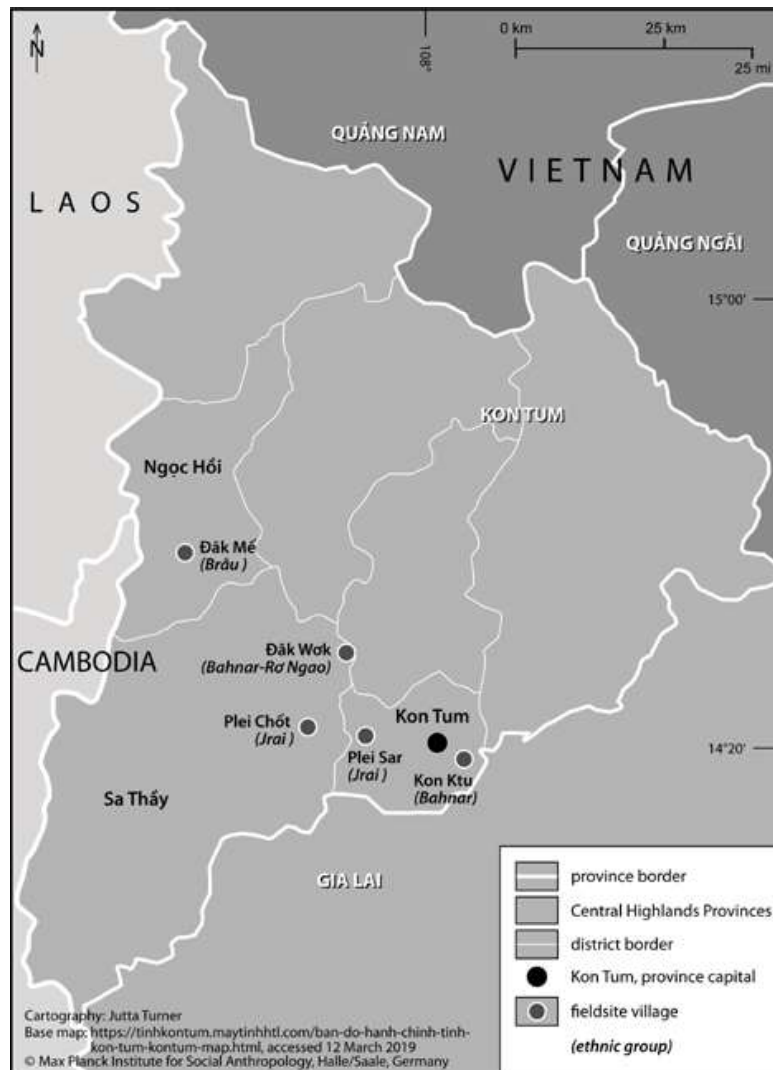 N
108°
0 km
25 km
25 mi
QUẢNG NAM
VIETNAM
LAOS
QUẢNG NGÃI
15°00'
KON TUM
Ngọc Hồi
Đăk Mế
(Brâu)
Đăk Wơk
(Bahnar-Rơ Ngao)
CAMBODIA
Plei Chốt
(Jrai)
Kon Tum
Plei Sar
(Jrai)
14°20'
Kon Ktu
(Bahnar)
Sa Thầy
GIA LAI
province border
Central Highlands Provinces
district border
Kon Tum, province capital
fieldsite village
(ethnic group)
Cartography: Jutta Turner
Base map: https://tinhkontum.maytinhhtl.com/ban-do-hanh-chinh-tinh-
kon-tum-kontum-map.html, accessed 12 March 2019
© Max Planck Institute for Social Anthropology, Halle/Saale, Germany